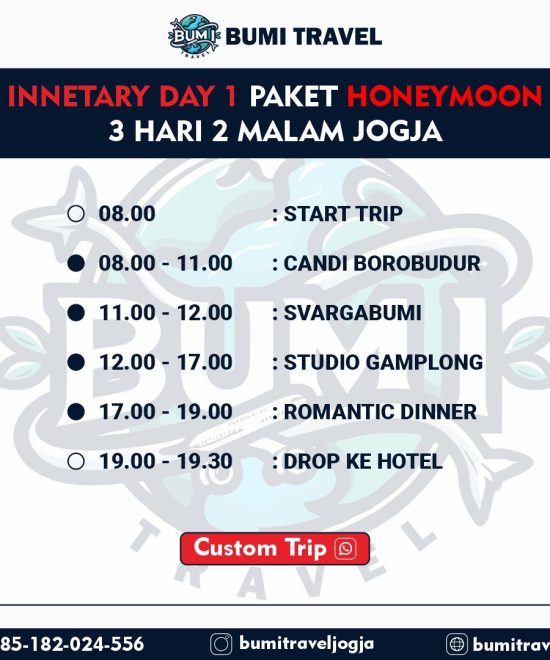 BUMI TRAVEL BUMI TRAVEL
INNETARY DAY 1 PAKET HONEYMOON
3 HARI 2 MALAM JOGJA
08.00 : START TRIP
08.00 - 11.00 : CANDI BOROBUDUR
11.00 - 12.00 : SVARGABUMI
12.00 - 17.00 : STUDIO GAMPLONG
17.00 - 19.00 : ROMANTIC DINNER
19.00 - 19.30 : DROP KE HOTEL
BUMI
TRAVEL
Custom Trip
85-182-024-556 bumitraveljogja bumitrav